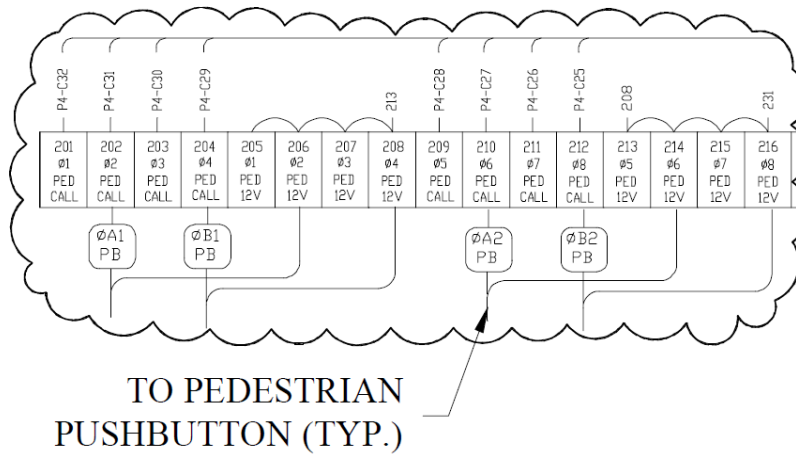 P4-C32
P4-C31
P4-C30
P4-C29
213
P4-C28
P4-C27
P4-C26
P4-C25
208
231
201 202 203 204 205 206 207 208 209 210 211 212 213 214 215 216
ø1 ø2 ø3 ø4 ø1 ø2 ø3 ø4 ø5 ø6 ø7 ø8 ø5 ø6 ø7 ø8
PED PED PED PED PED PED PED PED PED PED PED PED PED PED PED PED
CALL CALL CALL CALL 12V 12V 12V 12V CALL CALL CALL CALL 12V 12V 12V 12V
øA1 øB1 øA2 øB2
PB PB PB PB
TO PEDESTRIAN
PUSHBUTTON (TYP.)